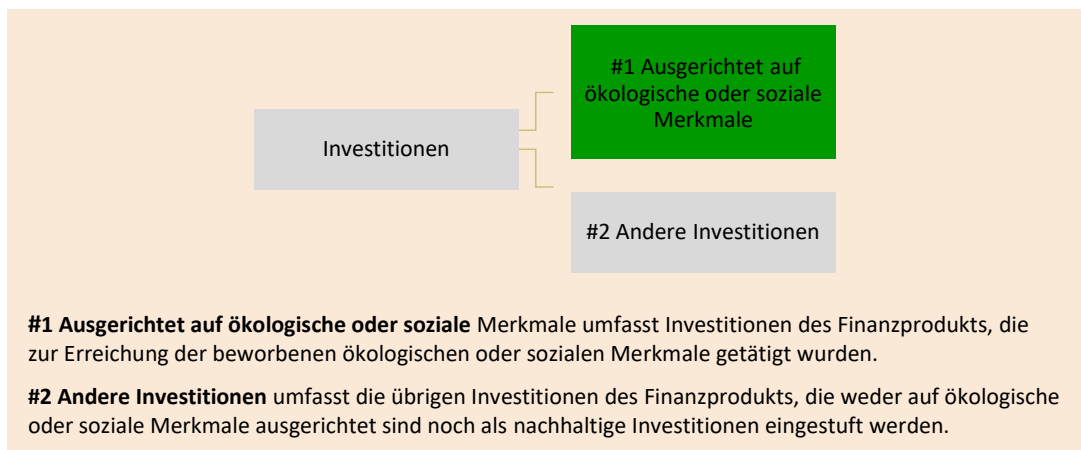 #1 Ausgerichtet auf
ökologische oder soziale
Merkmale
Investitionen
#2 Andere Investitionen
#1 Ausgerichtet auf ökologische oder soziale Merkmale umfasst Investitionen des Finanzprodukts, die
zur Erreichung der beworbenen ökologischen oder sozialen Merkmale getätigt wurden.
#2 Andere Investitionen umfasst die übrigen Investitionen des Finanzprodukts, die weder auf ökologische
oder soziale Merkmale ausgerichtet sind noch als nachhaltige Investitionen eingestuft werden.